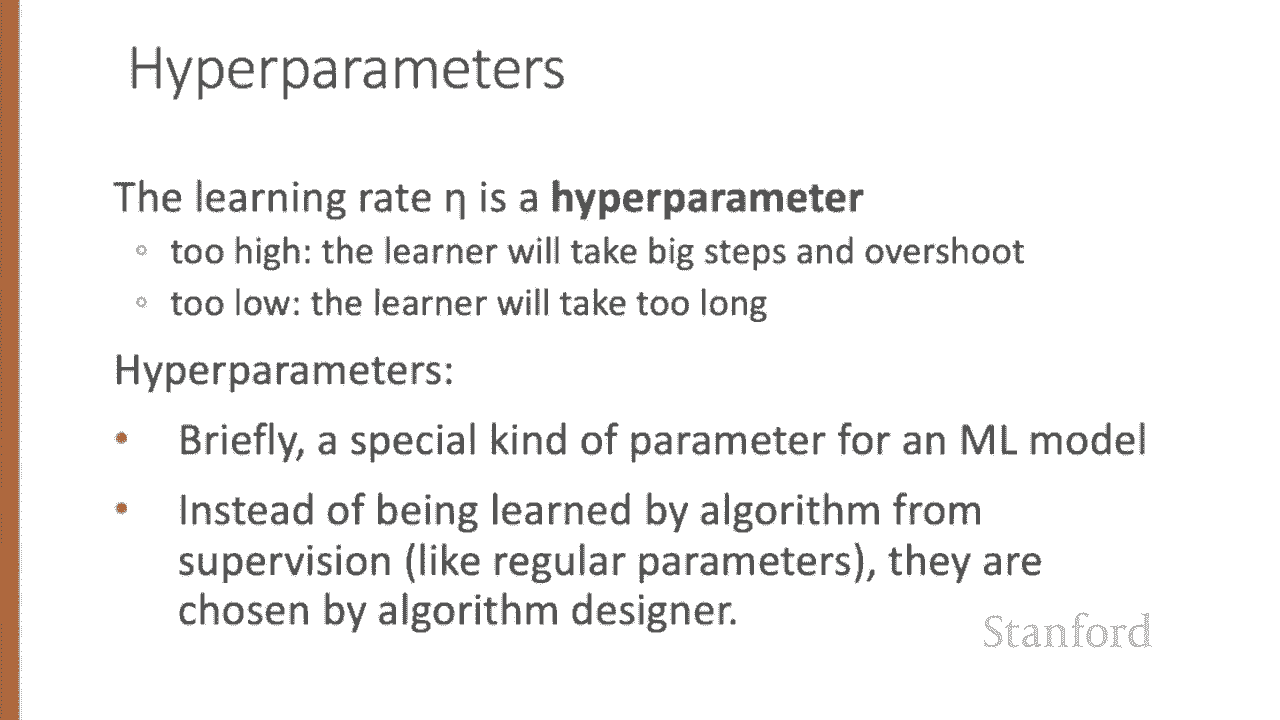 Hyperparameters
The learning rate η is a hyperparameter
◦ too high: the learner will take big steps and overshoot
◦ too low: the learner will take too long
Hyperparameters:
• Briefly, a special kind of parameter for an ML model
• Instead of being learned by algorithm from
supervision (like regular parameters), they are
chosen by algorithm designer.
Stanford